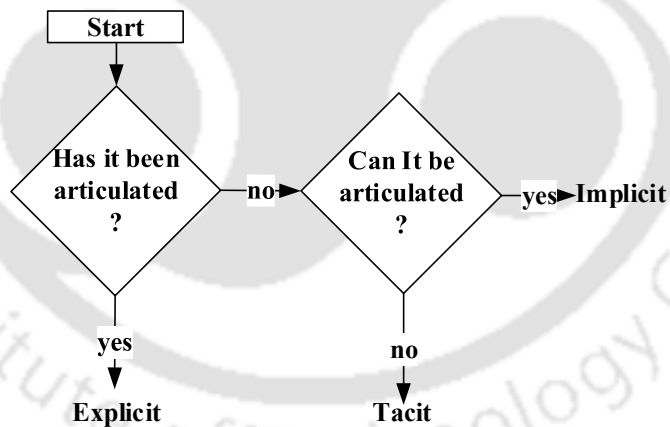 Start
Has it been
articulated
?
no
Can It be
articulated
?
yes
Implicit
yes
Explicit
no
Tacit